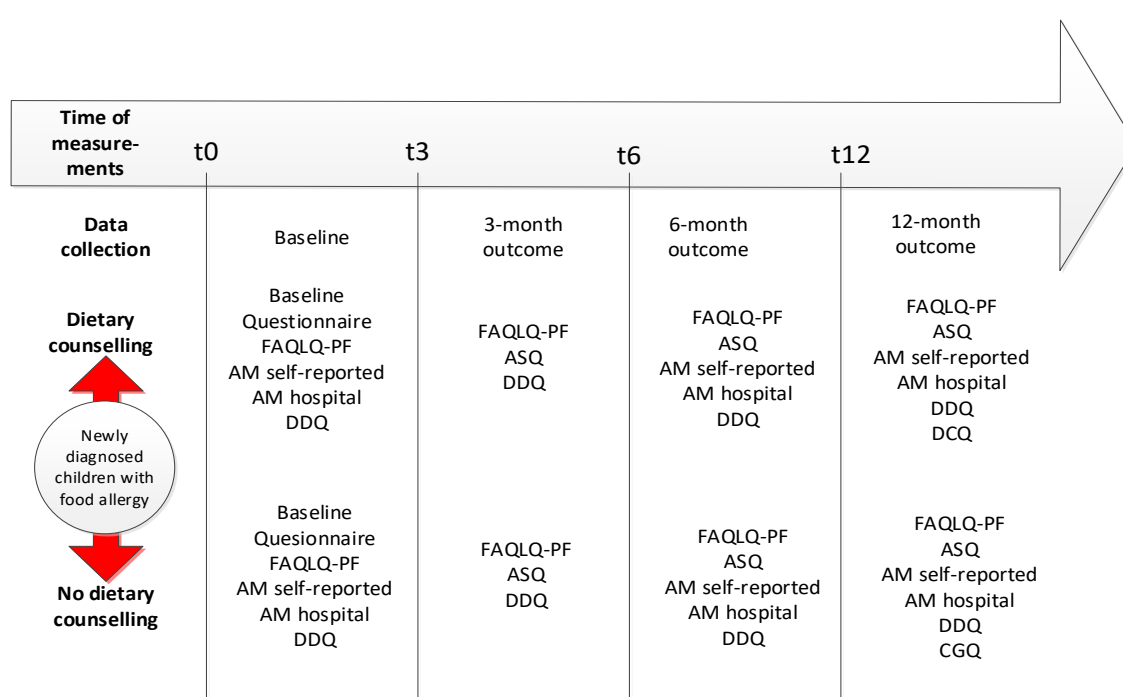 Time of
measure-
ments
t0
t3
t6
t12
Data
collection
Baseline
3-month
outcome
6-month
outcome
12-month
outcome
Dietary
counselling
Baseline
Questionnaire
FAQLQ-PF
AM self-reported
AM hospital
DDQ
FAQLQ-PF
ASQ
DDQ
FAQLQ-PF
ASQ
AM self-reported
AM hospital
DDQ
FAQLQ-PF
ASQ
AM self-reported
AM hospital
DDQ
DCQ
Newly
diagnosed
children with
food allergy
No dietary
counselling
Baseline
Quesionnaire
FAQLQ-PF
AM self-reported
AM hospital
DDQ
FAQLQ-PF
ASQ
DDQ
FAQLQ-PF
ASQ
AM self-reported
AM hospital
DDQ
FAQLQ-PF
ASQ
AM self-reported
AM hospital
DDQ
CGQ